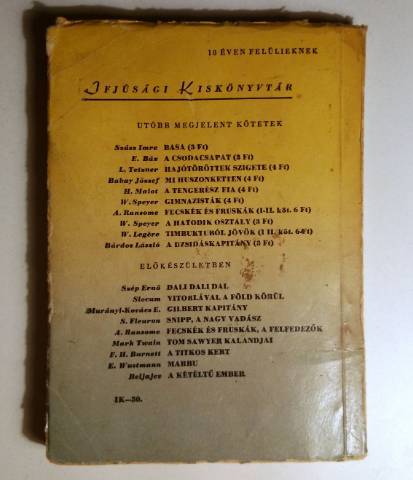 10 ÉVEN FELÜLIEKNEK
IFJÚSÁGI KISKÖNYVTÁR
UTÓBB MEGJELENT KÖTETEK
Szász Imre BASA (3 Ft)
E. Báz A CSODACSAPAT (3 Ft)
L. Tetzner HAJÓTÖRÖTTEK SZIGETE (4 Ft)
Babay József MI HUSZONKETTEN (4 Ft)
H. Malot A TENGERÉSZ FIA (4 Ft)
W. Speyer GIMNAZISTÁK (4 Ft)
A. Ransome FECSKÉK ÉS FRUSKÁK (I-II. köt. 6 Ft)
W. Speyer A HATODIK OSZTÁLY (3 Ft)
W. Legère TIMBUKTUBÓL JÖVÖK (I II. köt. 6 Ft)
Bárdos László A KISDIÁKAPITÁNY (3 Ft)
ELŐKÉSZÜLETBEN
Szép Ernő DALI DALI DAL
Slocum VITORLÁVAL A FÖLD KÖRÜL
Murányi-Kovács E. GILBERT KAPITÁNY
S. Fleuron SNIPP, A NAGY VADÁSZ
A. Ransome FECSKÉK ÉS FRUSKÁK, A FELFEDEZŐK
Mark Twain TOM SAWYER KALANDJAI
F. H. Burnett A TITKOS KERT
E. Wustmann MARBU
Beljajev A KÉTÉLTŰ EMBER
IK—30.